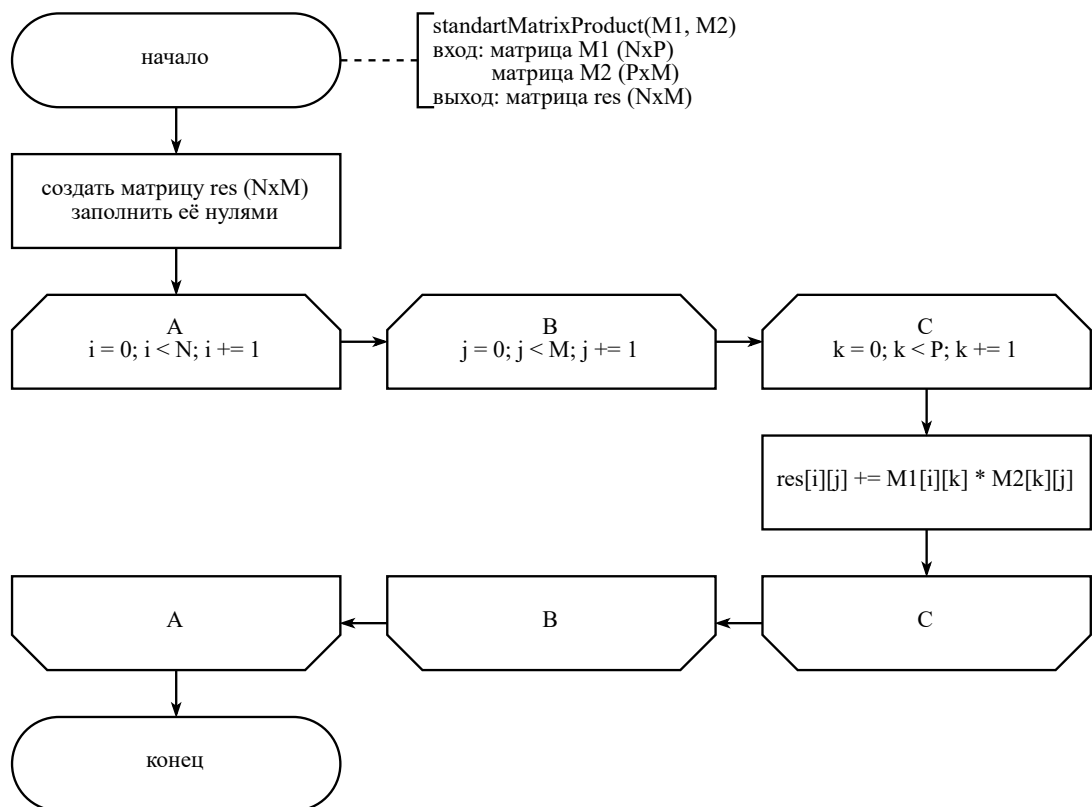 начало
standartMatrixProduct(M1, M2)
вход: матрица M1 (NxP)
матрица M2 (PxM)
выход: матрица res (NxM)
создать матрицу res (NxM)
заполнить её нулями
A
i = 0; i < N; i += 1
B
j = 0; j < M; j += 1
C
k = 0; k < P; k += 1
res[i][j] += M1[i][k] * M2[k][j]
A
B
C
конец